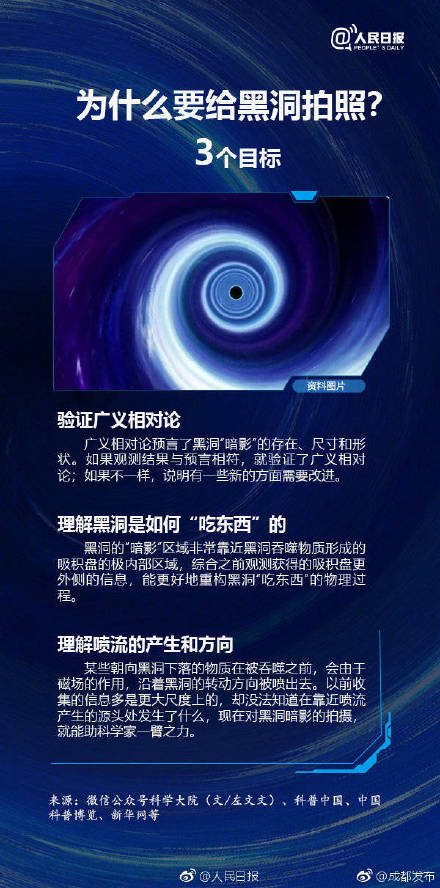 @人民日报
PEOPLE'S DAILY
为什么要给黑洞拍照?
3个目标
资料图片
验证广义相对论
广义相对论预言了黑洞“暗影”的存在、尺寸和形
状。如果观测结果与预言相符，就验证了广义相对
论；如果不一样，说明有一些新的方面需要改进。
理解黑洞是如何“吃东西”的
黑洞的“暗影”区域非常靠近黑洞吞噬物质形成的
吸积盘的极内部区域，综合之前观测获得的吸积盘更
外侧的信息，能更好地重构黑洞“吃东西”的物理过
程。
理解喷流的产生和方向
某些朝向黑洞下落的物质在被吞噬之前，会由于
磁场的作用，沿着黑洞的转动方向被喷出去。以前收
集的信息多是更大尺度上的，却没法知道在靠近喷流
产生的源头处发生了什么，现在对黑洞暗影的拍摄，
就能助科学家一臂之力。
来源：微信公众号科学大院（文/左文文）、科普中国、中国
科普博览、新华网等
@人民日报
@成都发布